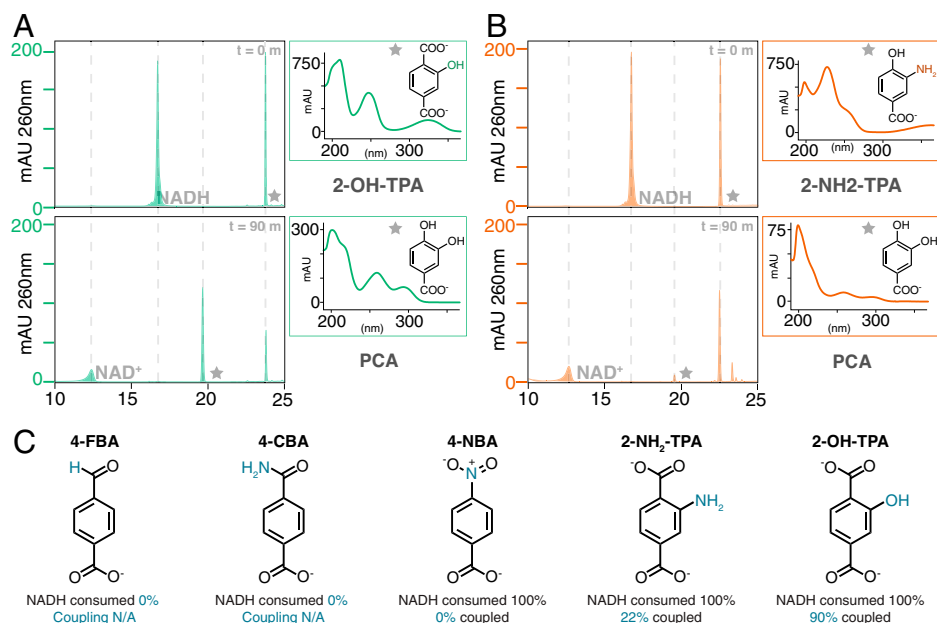 A
200
t = 0 m
NADH
0
mAU 260nm
750
mAU
0
200
(nm)
300
COO⁻
OH
COO⁻
2-OH-TPA
200
t = 90 m
NAD⁺
0
mAU 260nm
10
15
20
25
300
mAU
0
200
(nm)
300
OH
OH
COO⁻
PCA
B
200
t = 0 m
NADH
0
mAU 260nm
750
mAU
0
200
(nm)
300
OH
NH₂
COO⁻
2-NH2-TPA
200
t = 90 m
NAD⁺
0
mAU 260nm
10
15
20
25
75
mAU
0
200
(nm)
300
OH
OH
COO⁻
PCA
C
4-FBA
H
O
O
O⁻
NADH consumed 0%
Coupling N/A
4-CBA
H₂N
O
O
O⁻
NADH consumed 0%
Coupling N/A
4-NBA
⁻O
+
N
O
O
O⁻
NADH consumed 100%
0% coupled
2-NH₂-TPA
⁻O
O
NH₂
O
O⁻
NADH consumed 100%
22% coupled
2-OH-TPA
⁻O
O
OH
O
O⁻
NADH consumed 100%
90% coupled